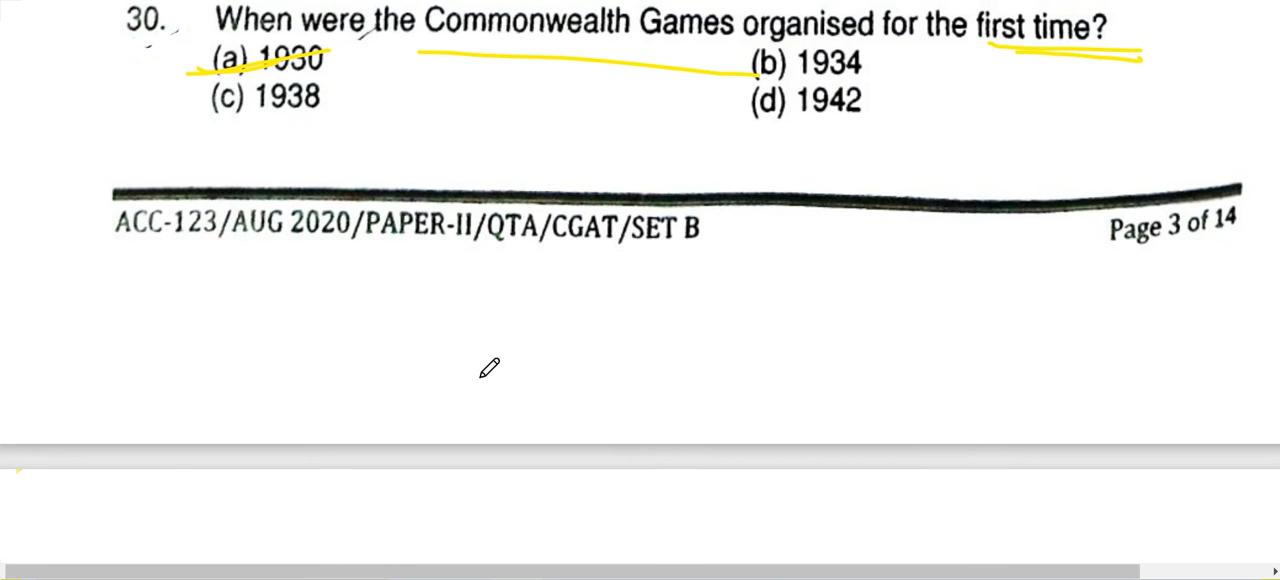 30. When were the Commonwealth Games organised for the first time?
(a) 1930 (b) 1934
(c) 1938 (d) 1942
ACC-123/AUG 2020/PAPER-II/QTA/CGAT/SET B Page 3 of 14